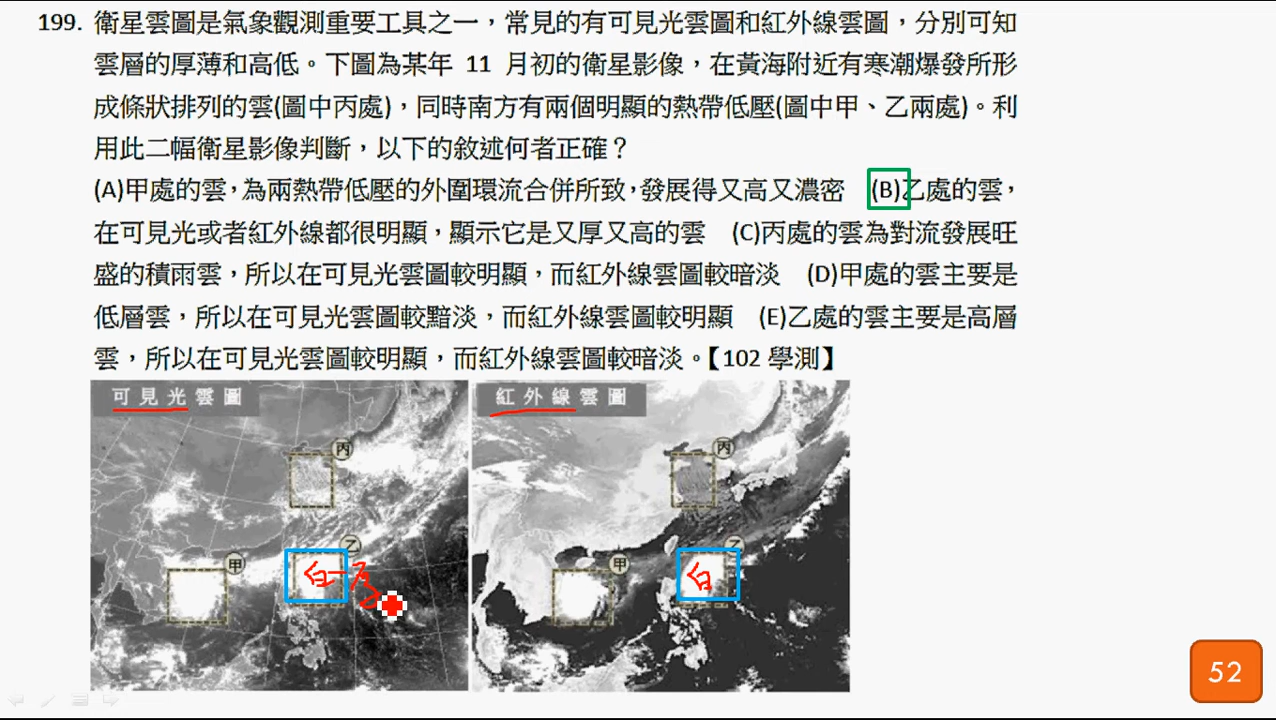 199. 衛星雲圖是氣象觀測重要工具之一，常見的有可見光雲圖和紅外線雲圖，分別可知
雲層的厚薄和高低。下圖為某年 11 月初的衛星影像，在黃海附近有寒潮爆發所形
成條狀排列的雲(圖中丙處)，同時南方有兩個明顯的熱帶低壓(圖中甲、乙兩處)。利
用此二幅衛星影像判斷，以下的敘述何者正確？
(A)甲處的雲，為兩熱帶低壓的外圍環流合併所致，發展得又高又濃密 (B)乙處的雲，
在可見光或者紅外線都很明顯，顯示它是又厚又高的雲 (C)丙處的雲為對流發展旺
盛的積雨雲，所以在可見光雲圖較明顯，而紅外線雲圖較暗淡 (D)甲處的雲主要是
低層雲，所以在可見光雲圖較黯淡，而紅外線雲圖較明顯 (E)乙處的雲主要是高層
雲，所以在可見光雲圖較明顯，而紅外線雲圖較暗淡。【102 學測】
可見光雲圖
紅外線雲圖
丙
丙
乙
乙
甲
甲
白
白
52